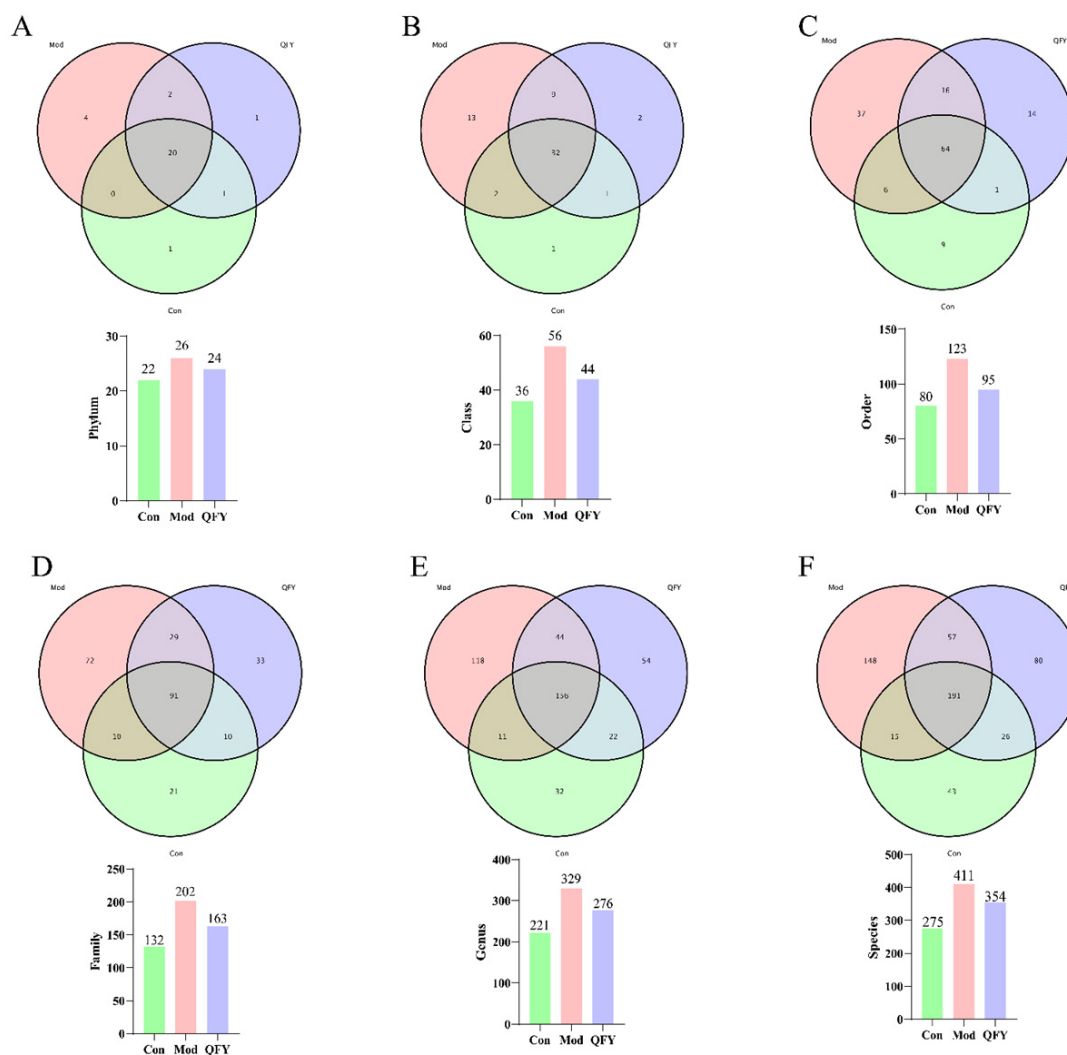 A
B
C
Mod
QFY
Mod
QFY
Mod
QFY
2
4
1
20
0
1
1
9
13
2
32
2
1
1
16
37
14
64
6
1
9
Con
Con
Con
30
20
10
0
Phylum
22
26
24
Con Mod QFY
60
40
20
0
Class
36
56
44
Con Mod QFY
150
100
50
0
Order
80
123
95
Con Mod QFY
D
E
F
Mod
QFY
Mod
QFY
Mod
29
72
33
91
10
10
21
44
118
54
156
11
22
32
57
148
80
191
15
26
43
Con
Con
Con
250
200
150
100
50
0
Family
132
202
163
Con Mod QFY
400
300
200
100
0
Genus
221
329
276
Con Mod QFY
500
400
300
200
100
0
Species
275
411
354
Con Mod QFY